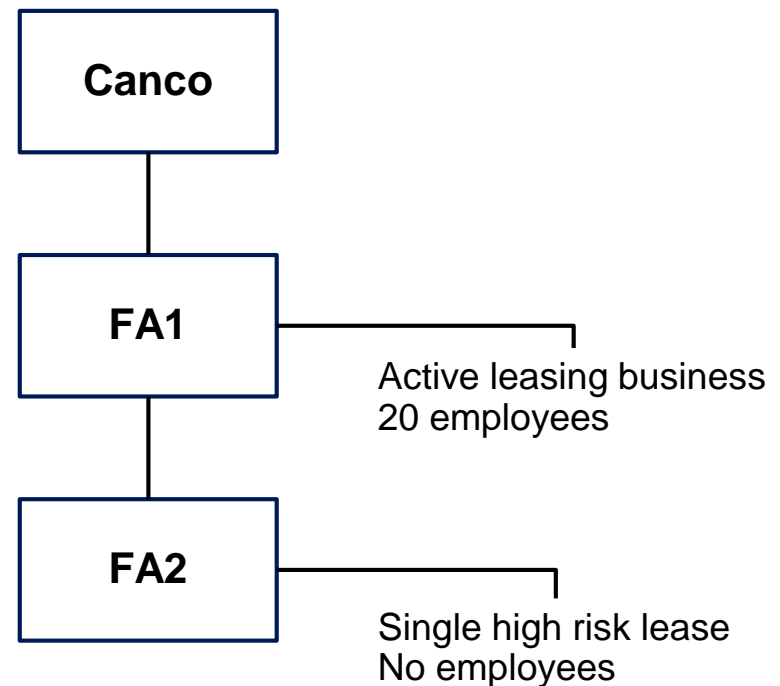 Canco
FA1
Active leasing business
20 employees
FA2
Single high risk lease
No employees